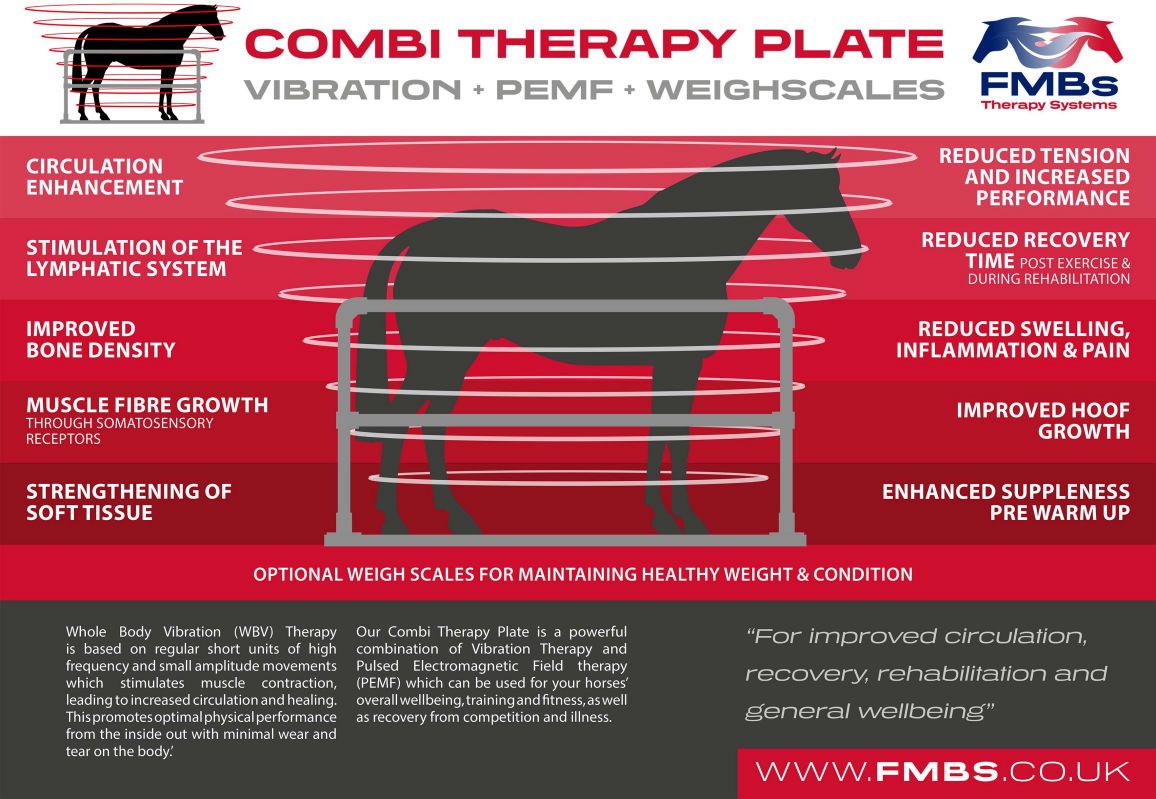 COMBI THERAPY PLATE
VIBRATION + PEMF + WEIGHSCALES
FMBs
Therapy Systems
CIRCULATION
ENHANCEMENT
STIMULATION OF THE
LYMPHATIC SYSTEM
IMPROVED
BONE DENSITY
MUSCLE FIBRE GROWTH
THROUGH SOMATOSENSORY
RECEPTORS
STRENGTHENING OF
SOFT TISSUE
REDUCED TENSION
AND INCREASED
PERFORMANCE
REDUCED RECOVERY
TIME POST EXERCISE &
DURING REHABILITATION
REDUCED SWELLING,
INFLAMMATION & PAIN
IMPROVED HOOF
GROWTH
ENHANCED SUPPLENESS
PRE WARM UP
OPTIONAL WEIGH SCALES FOR MAINTAINING HEALTHY WEIGHT & CONDITION
Whole Body Vibration (WBV) Therapy
is based on regular short units of high
frequency and small amplitude movements
which stimulates muscle contraction,
leading to increased circulation and healing.
This promotes optimal physical performance
from the inside out with minimal wear and
tear on the body.'
Our Combi Therapy Plate is a powerful
combination of Vibration Therapy and
Pulsed Electromagnetic Field therapy
(PEMF) which can be used for your horses'
overall wellbeing, training and fitness, as well
as recovery from competition and illness.
“For improved circulation,
recovery, rehabilitation and
general wellbeing”
WWW.FMBS.CO.UK